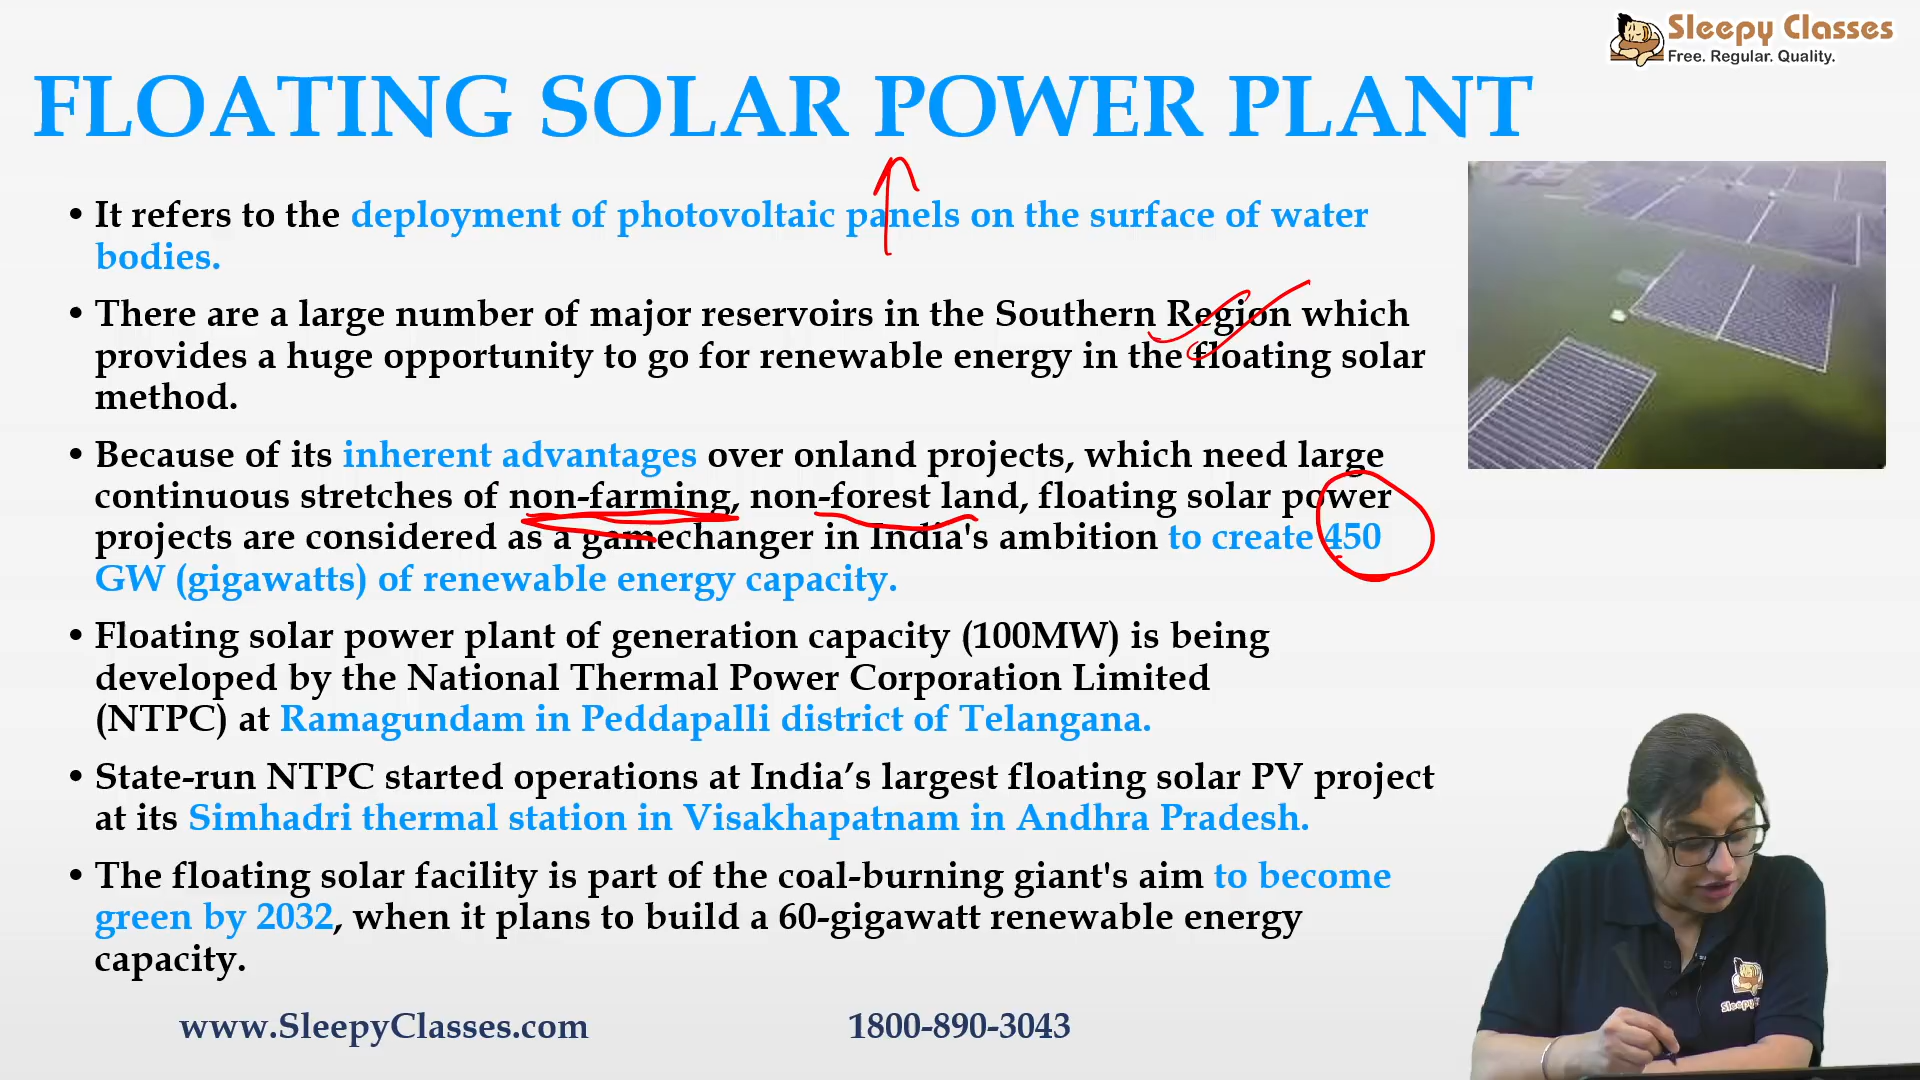 Sleepy Classes
Free. Regular. Quality.
FLOATING SOLAR POWER PLANT
• It refers to the deployment of photovoltaic panels on the surface of water
bodies.
• There are a large number of major reservoirs in the Southern Region which
provides a huge opportunity to go for renewable energy in the floating solar
method.
• Because of its inherent advantages over onland projects, which need large
continuous stretches of non-farming, non-forest land, floating solar power
projects are considered as a gamechanger in India's ambition to create 450
GW (gigawatts) of renewable energy capacity.
• Floating solar power plant of generation capacity (100MW) is being
developed by the National Thermal Power Corporation Limited
(NTPC) at Ramagundam in Peddapalli district of Telangana.
• State-run NTPC started operations at India’s largest floating solar PV project
at its Simhadri thermal station in Visakhapatnam in Andhra Pradesh.
• The floating solar facility is part of the coal-burning giant's aim to become
green by 2032, when it plans to build a 60-gigawatt renewable energy
capacity.
www.SleepyClasses.com
1800-890-3043